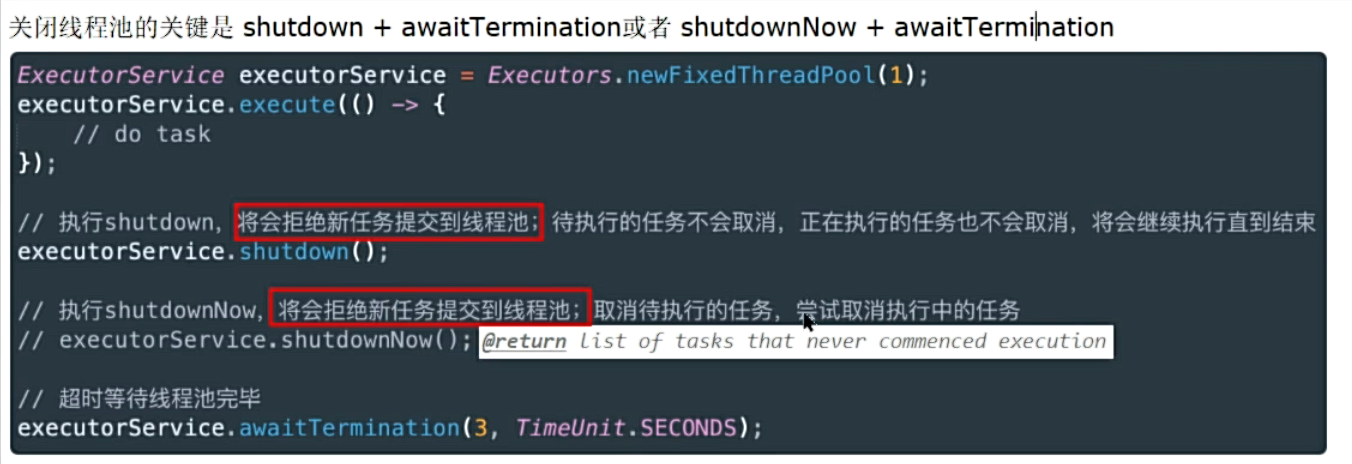 关闭线程池的关键是 shutdown + awaitTermination或者 shutdownNow + awaitTermination
ExecutorService executorService = Executors.newFixedThreadPool(1);
executorService.execute(() -> {
    // do task
});
// 执行shutdown, 将会拒绝新任务提交到线程池；待执行的任务不会取消，正在执行的任务也不会取消，将会继续执行直到结束
executorService.shutdown();
// 执行shutdownNow, 将会拒绝新任务提交到线程池；取消待执行的任务，尝试取消执行中的任务
// executorService.shutdownNow(); @return list of tasks that never commenced execution
// 超时等待线程池完毕
executorService.awaitTermination(3, TimeUnit.SECONDS);